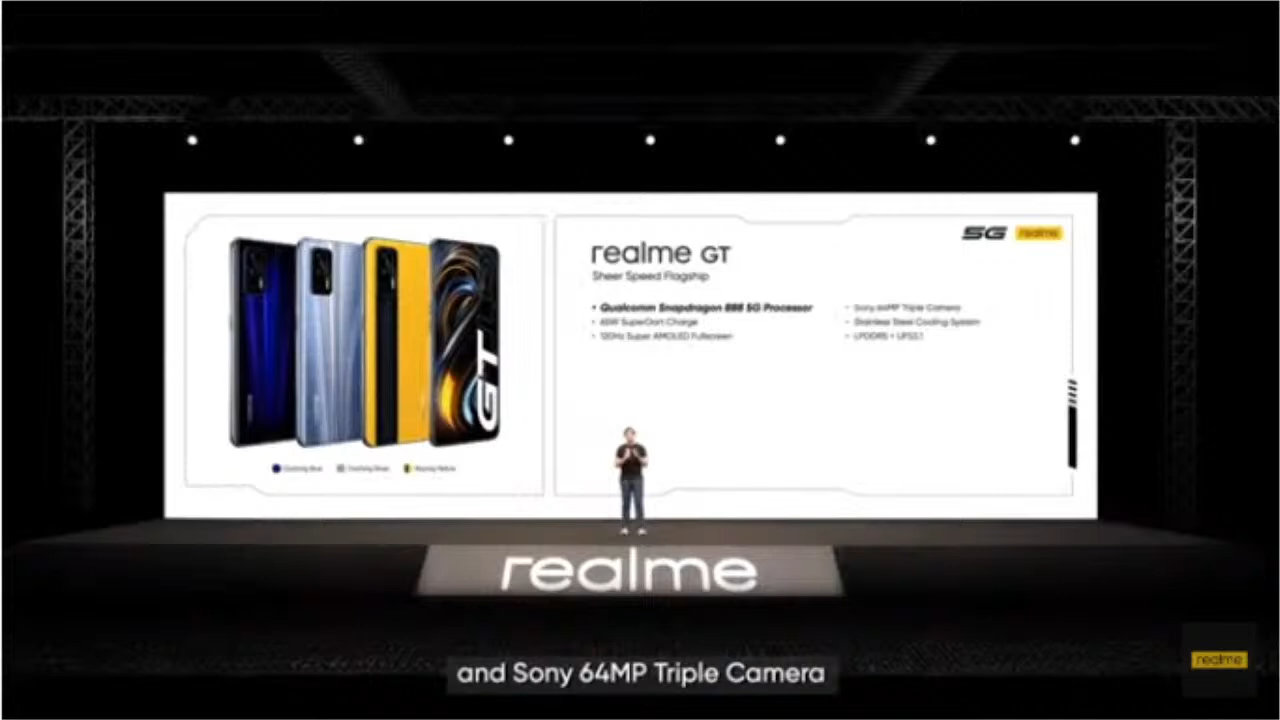 5G realme
realme GT
Sheer Speed Flagship
• Qualcomm Snapdragon 888 5G Processor
• 65W SuperDart Charge
• 120Hz Super AMOLED Fullscreen
• Sony 64MP Triple Camera
• Stainless Steel Cooling System
• LPDDR5 + UFS3.1
GT
realme
and Sony 64MP Triple Camera
realme